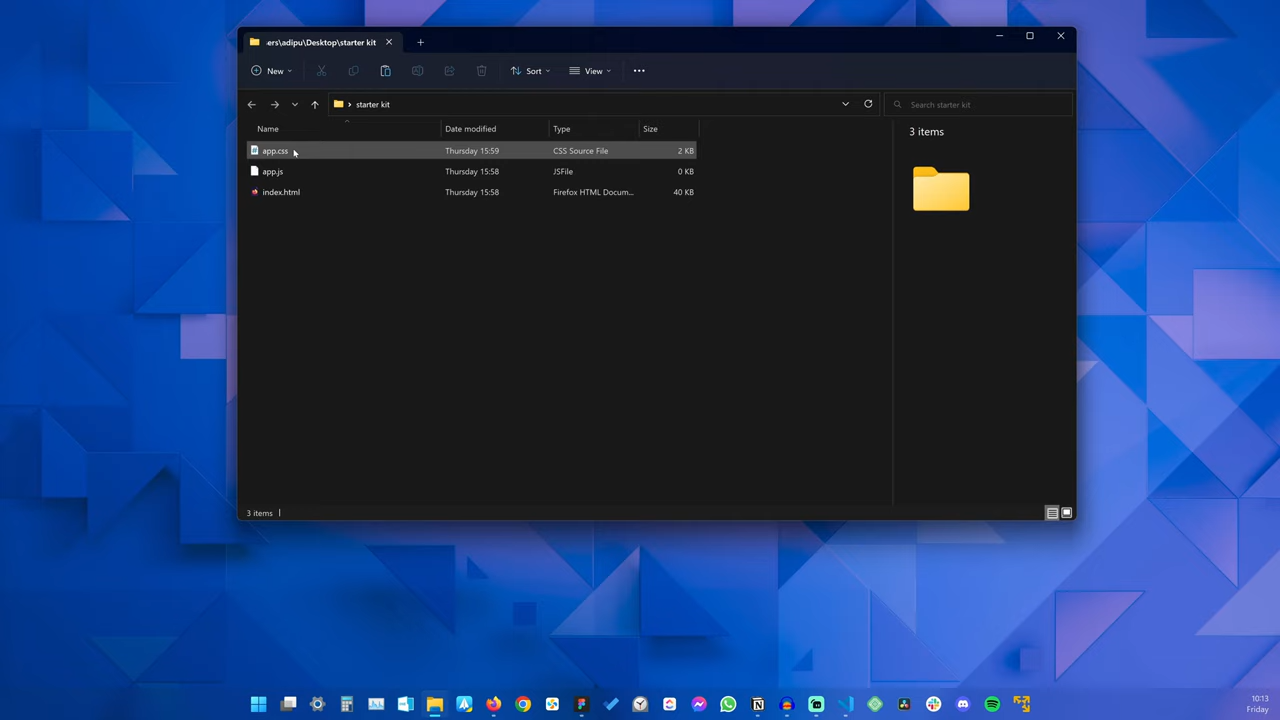 :ers\adipu\Desktop\starter kit
New
Sort
View
starter kit
Search starter kit
Name Date modified Type Size
app.css Thursday 15:59 CSS Source File 2 KB
app.js Thursday 15:58 JSFile 0 KB
index.html Thursday 15:58 Firefox HTML Docum... 40 KB
3 items
3 items
10:13
Friday